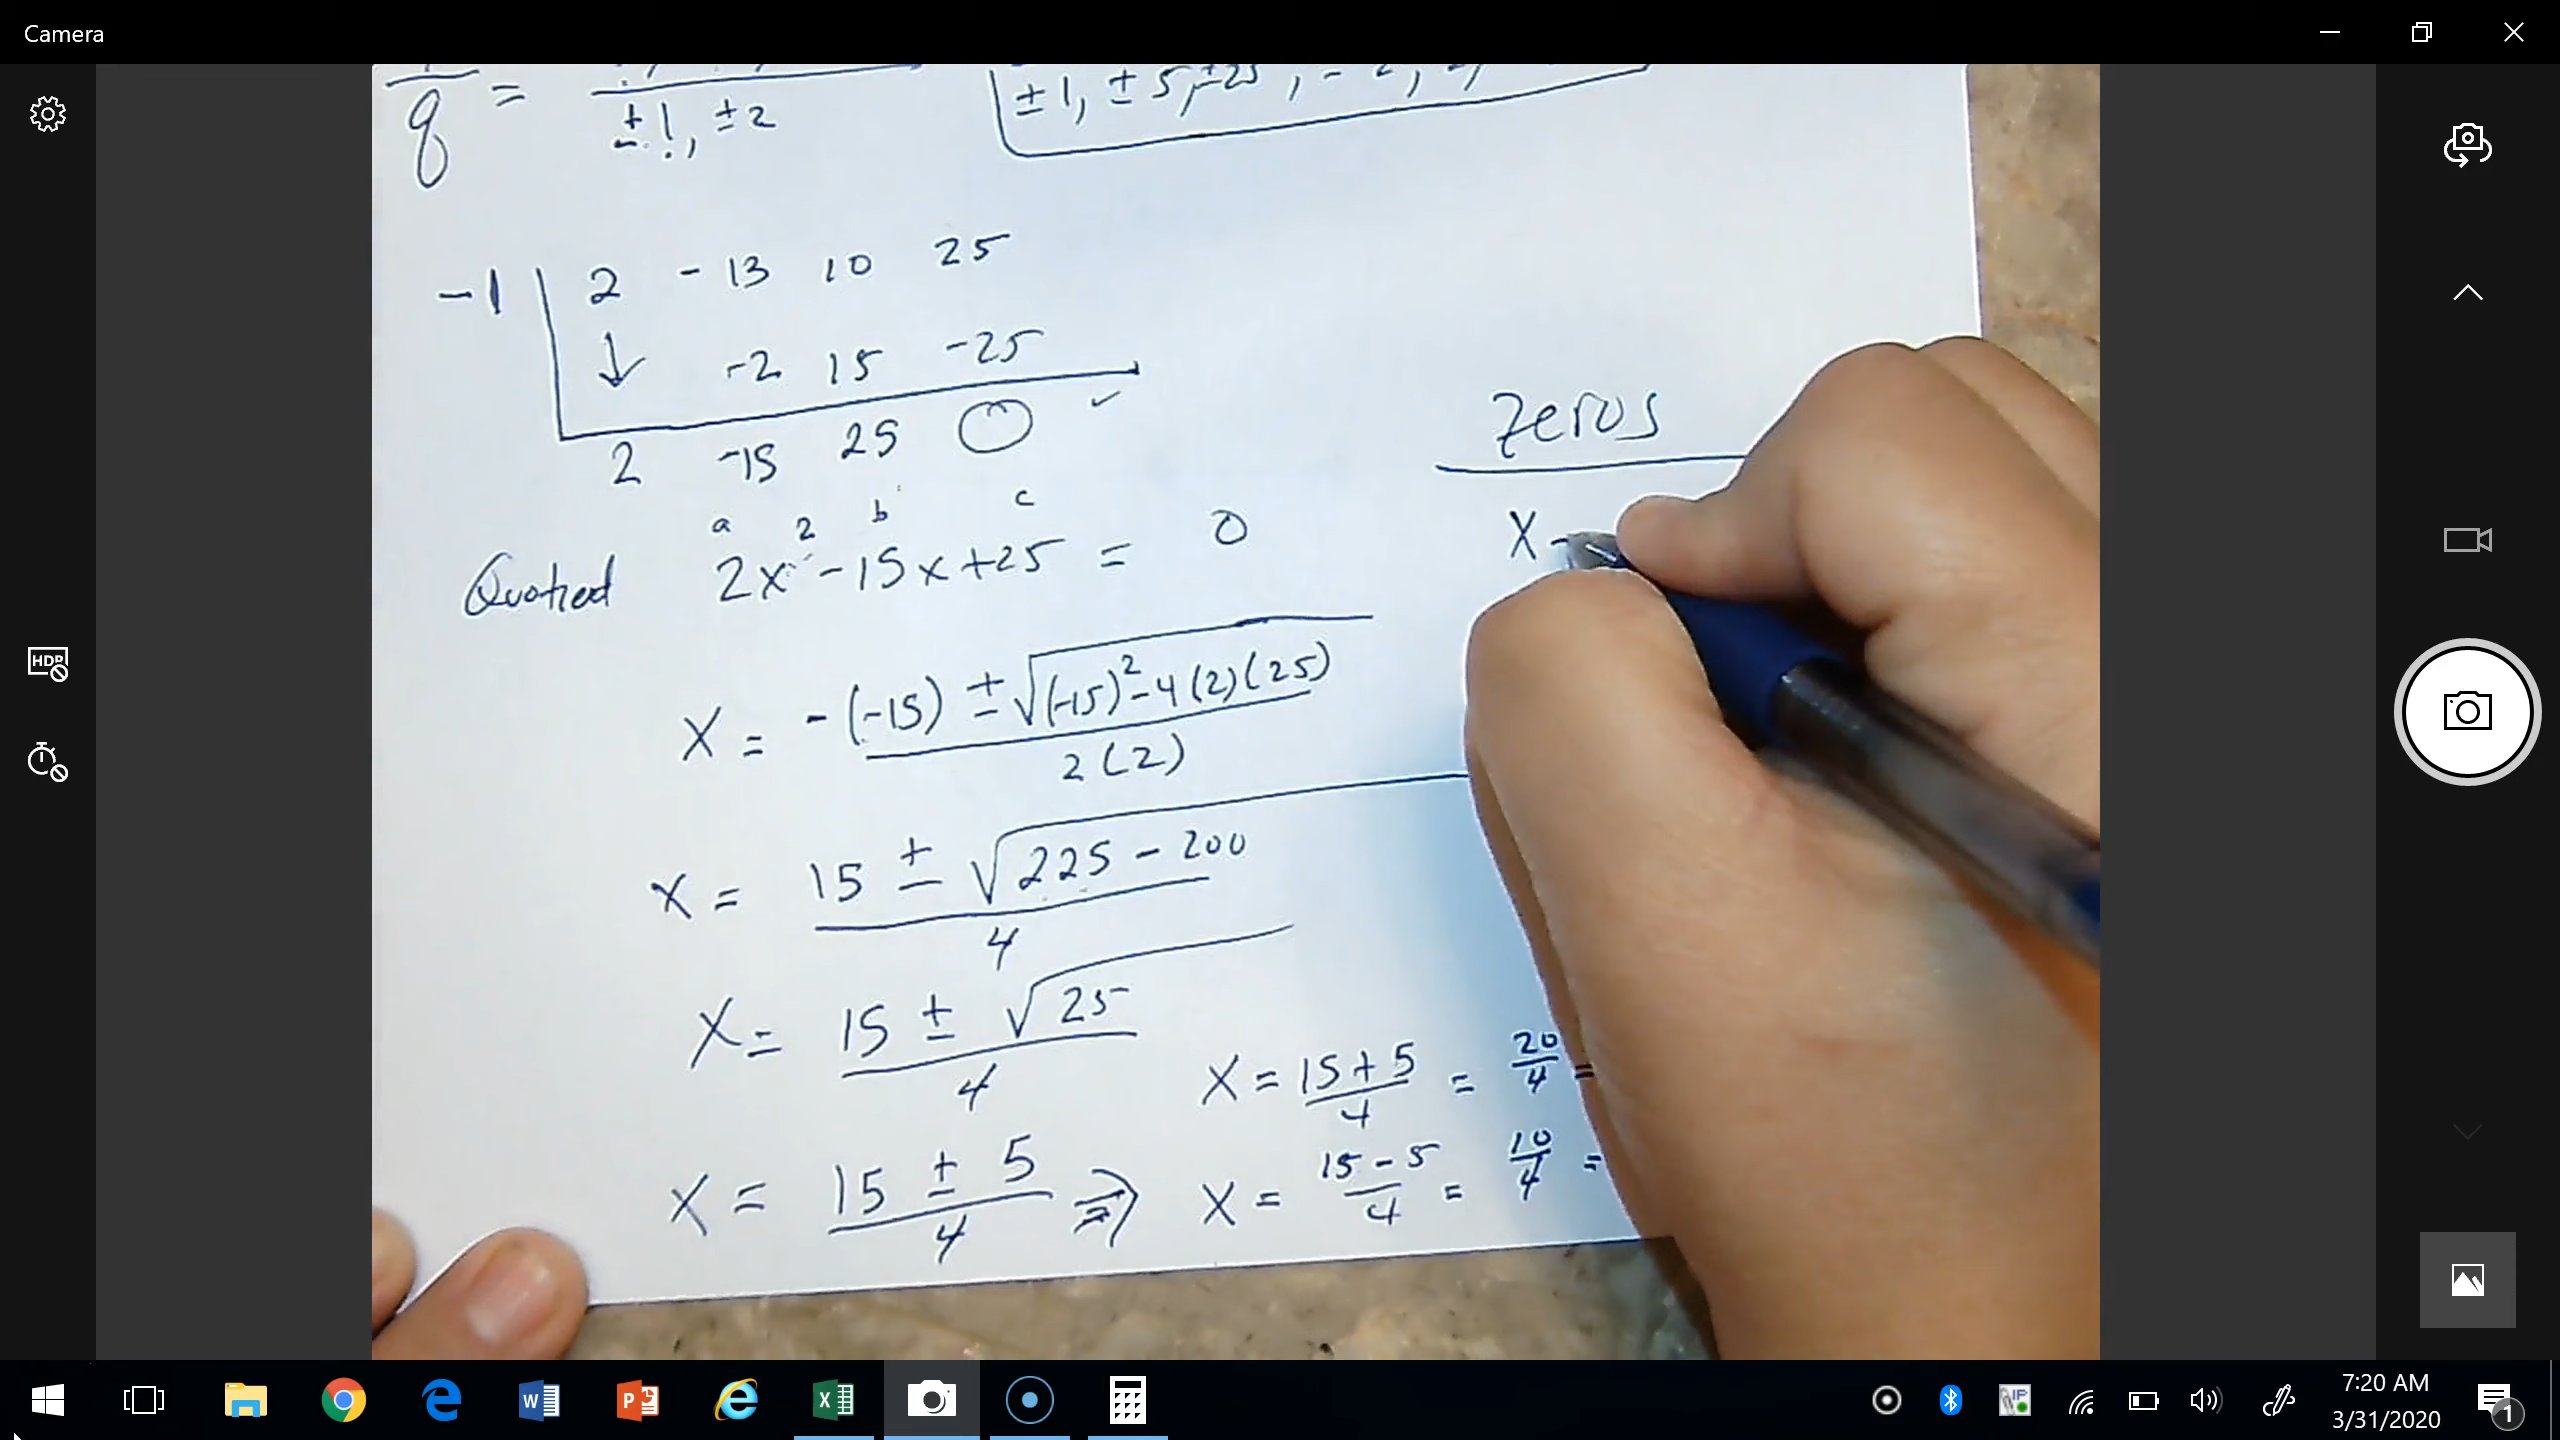 Camera
q = ±1, ±2
±1, ±5, ±25,
-1 2 -13 10 25
-2 15 -25
2 -15 25 0 ✓
a b c
Quotient 2x² - 15x + 25 = 0
x = -(-15) ± √(-15)² - 4(2)(25) / 2(2)
x = 15 ± √225 - 200 / 4
x = 15 ± √25 / 4
x = 15 ± 5 / 4 ⇒
x = 15 + 5 / 4 = 20/4 =
x = 15 - 5 / 4 = 10/4 =
Zeros
x
HDR
7:20 AM
3/31/2020
1